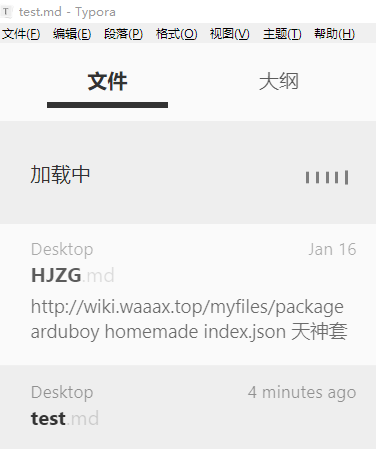 T test.md - Typora
文件(F) 编辑(E) 段落(P) 格式(O) 视图(V) 主题(T) 帮助(H)
文件 大纲
加载中
Desktop Jan 16
HJZG.md
http://wiki.waaax.top/myfiles/package
arduboy homemade index.json 天神套
Desktop 4 minutes ago
test.md